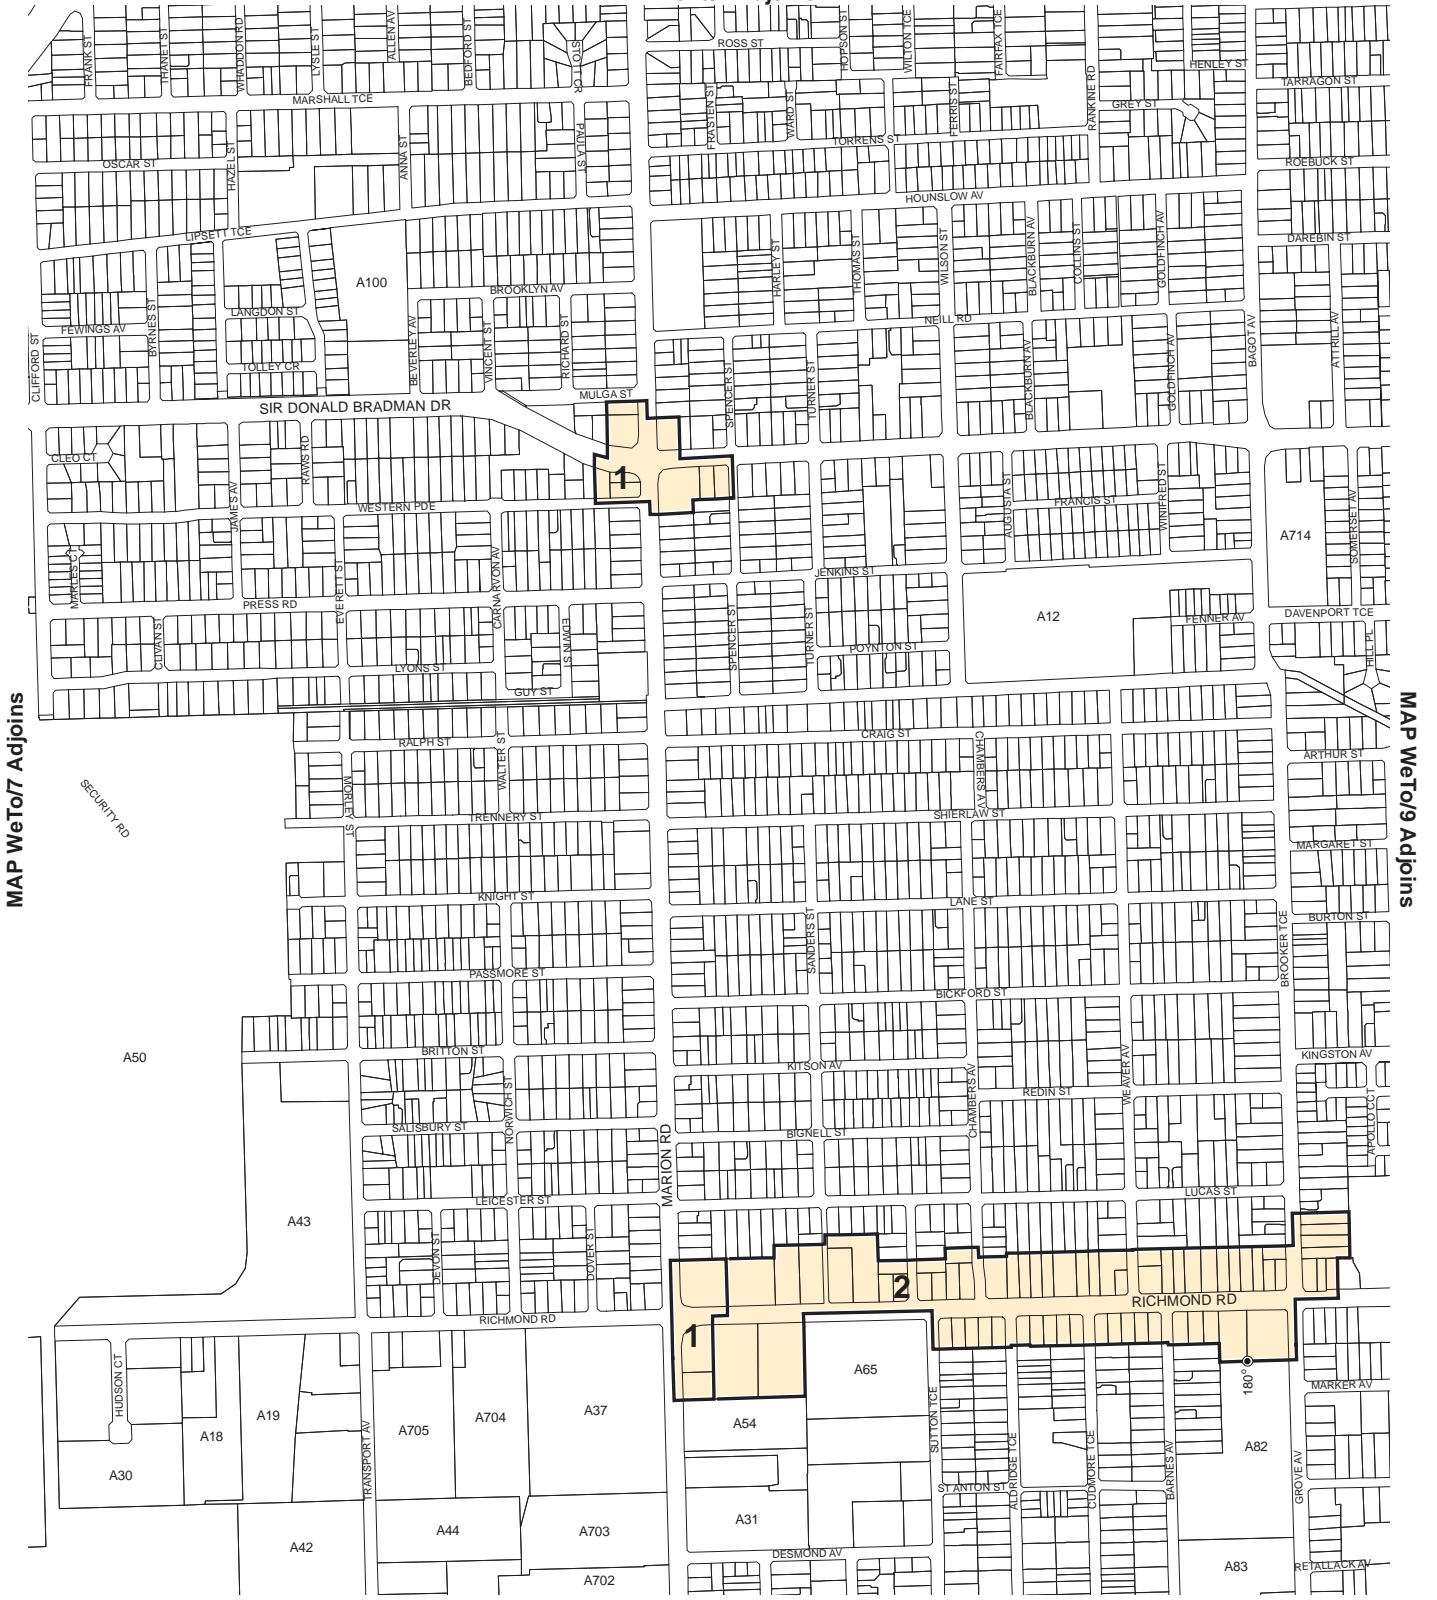 ROSS ST
FRANK ST
HANET ST
WHADDON RD
LYSLE ST
ALLEN AV
BEDFORD ST
STOTT CR
HOPSON ST
WILTON TCE
FAIRFAX TCE
HENLEY ST
TARRAGON ST
MARSHALL TCE
RANKINE RD
GREY ST
FRASTEN ST
WARD ST
FERRIS ST
TORRENS ST
OSCAR ST
HAZEL ST
ANNA ST
PAULA ST
ROEBUCK ST
HOUNSLOW AV
LIPSETT TCE
DAREBIN ST
HARLEY ST
THOMAS ST
WILSON ST
BLACKBURN AV
COLLINS ST
GOLDFINCH AV
A100
BROOKLYN AV
LANGDON ST
FEWINGS AV
BYRNES ST
NEILL RD
CLIFFORD ST
TOLLEY CR
BEVERLEY AV
VINCENT ST
RICHARD ST
BAGOT AV
ATTRILL AV
SPENCER ST
TURNER ST
BLACKBURN AV
GOLDFINCH AV
MULGA ST
SIR DONALD BRADMAN DR
CLEO CT
RAWS RD
JAMES AV
WESTERN PDE
1
AUGUSTA ST
FRANCIS ST
WINIFRED ST
SOMERSET AV
A714
MARLES CT
EVERETT ST
CARNARVON AV
JENKINS ST
PRESS RD
A12
DAVENPORT TCE
FENNER AV
CLIVAN ST
EDWIN ST
SPENCER ST
TURNER ST
POYNTON ST
HILL PL
LYONS ST
GUY ST
MAP WeTo/7 Adjoins
MAP WeTo/9 Adjoins
RALPH ST
WALTER ST
CRAIG ST
CHAMBERS AV
ARTHUR ST
SECURITY RD
MORLEY ST
TRENNERY ST
SHIERLAW ST
MARGARET ST
KNIGHT ST
LANE ST
BURTON ST
SANDERS ST
BROOKER TCE
PASSMORE ST
BICKFORD ST
A50
BRITTON ST
KITSON AV
KINGSTON AV
NORWICH ST
CHAMBERS AV
WEAVER AV
REDIN ST
APOLLO CCT
SALISBURY ST
BIGNELL ST
MARION RD
LEICESTER ST
LUCAS ST
A43
DEVON ST
DOVER ST
2
RICHMOND RD
RICHMOND RD
1
HUDSON CT
A65
180°
MARKER AV
A30
A18
A19
TRANSPORT AV
A705
A704
A37
A54
SUTTON TCE
ALDRIDGE TCE
CUDMORE TCE
BARNES AV
A82
GROVE AV
STANTON ST
A42
A44
A703
A31
DESMOND AV
A702
A83
RETALLACK AV